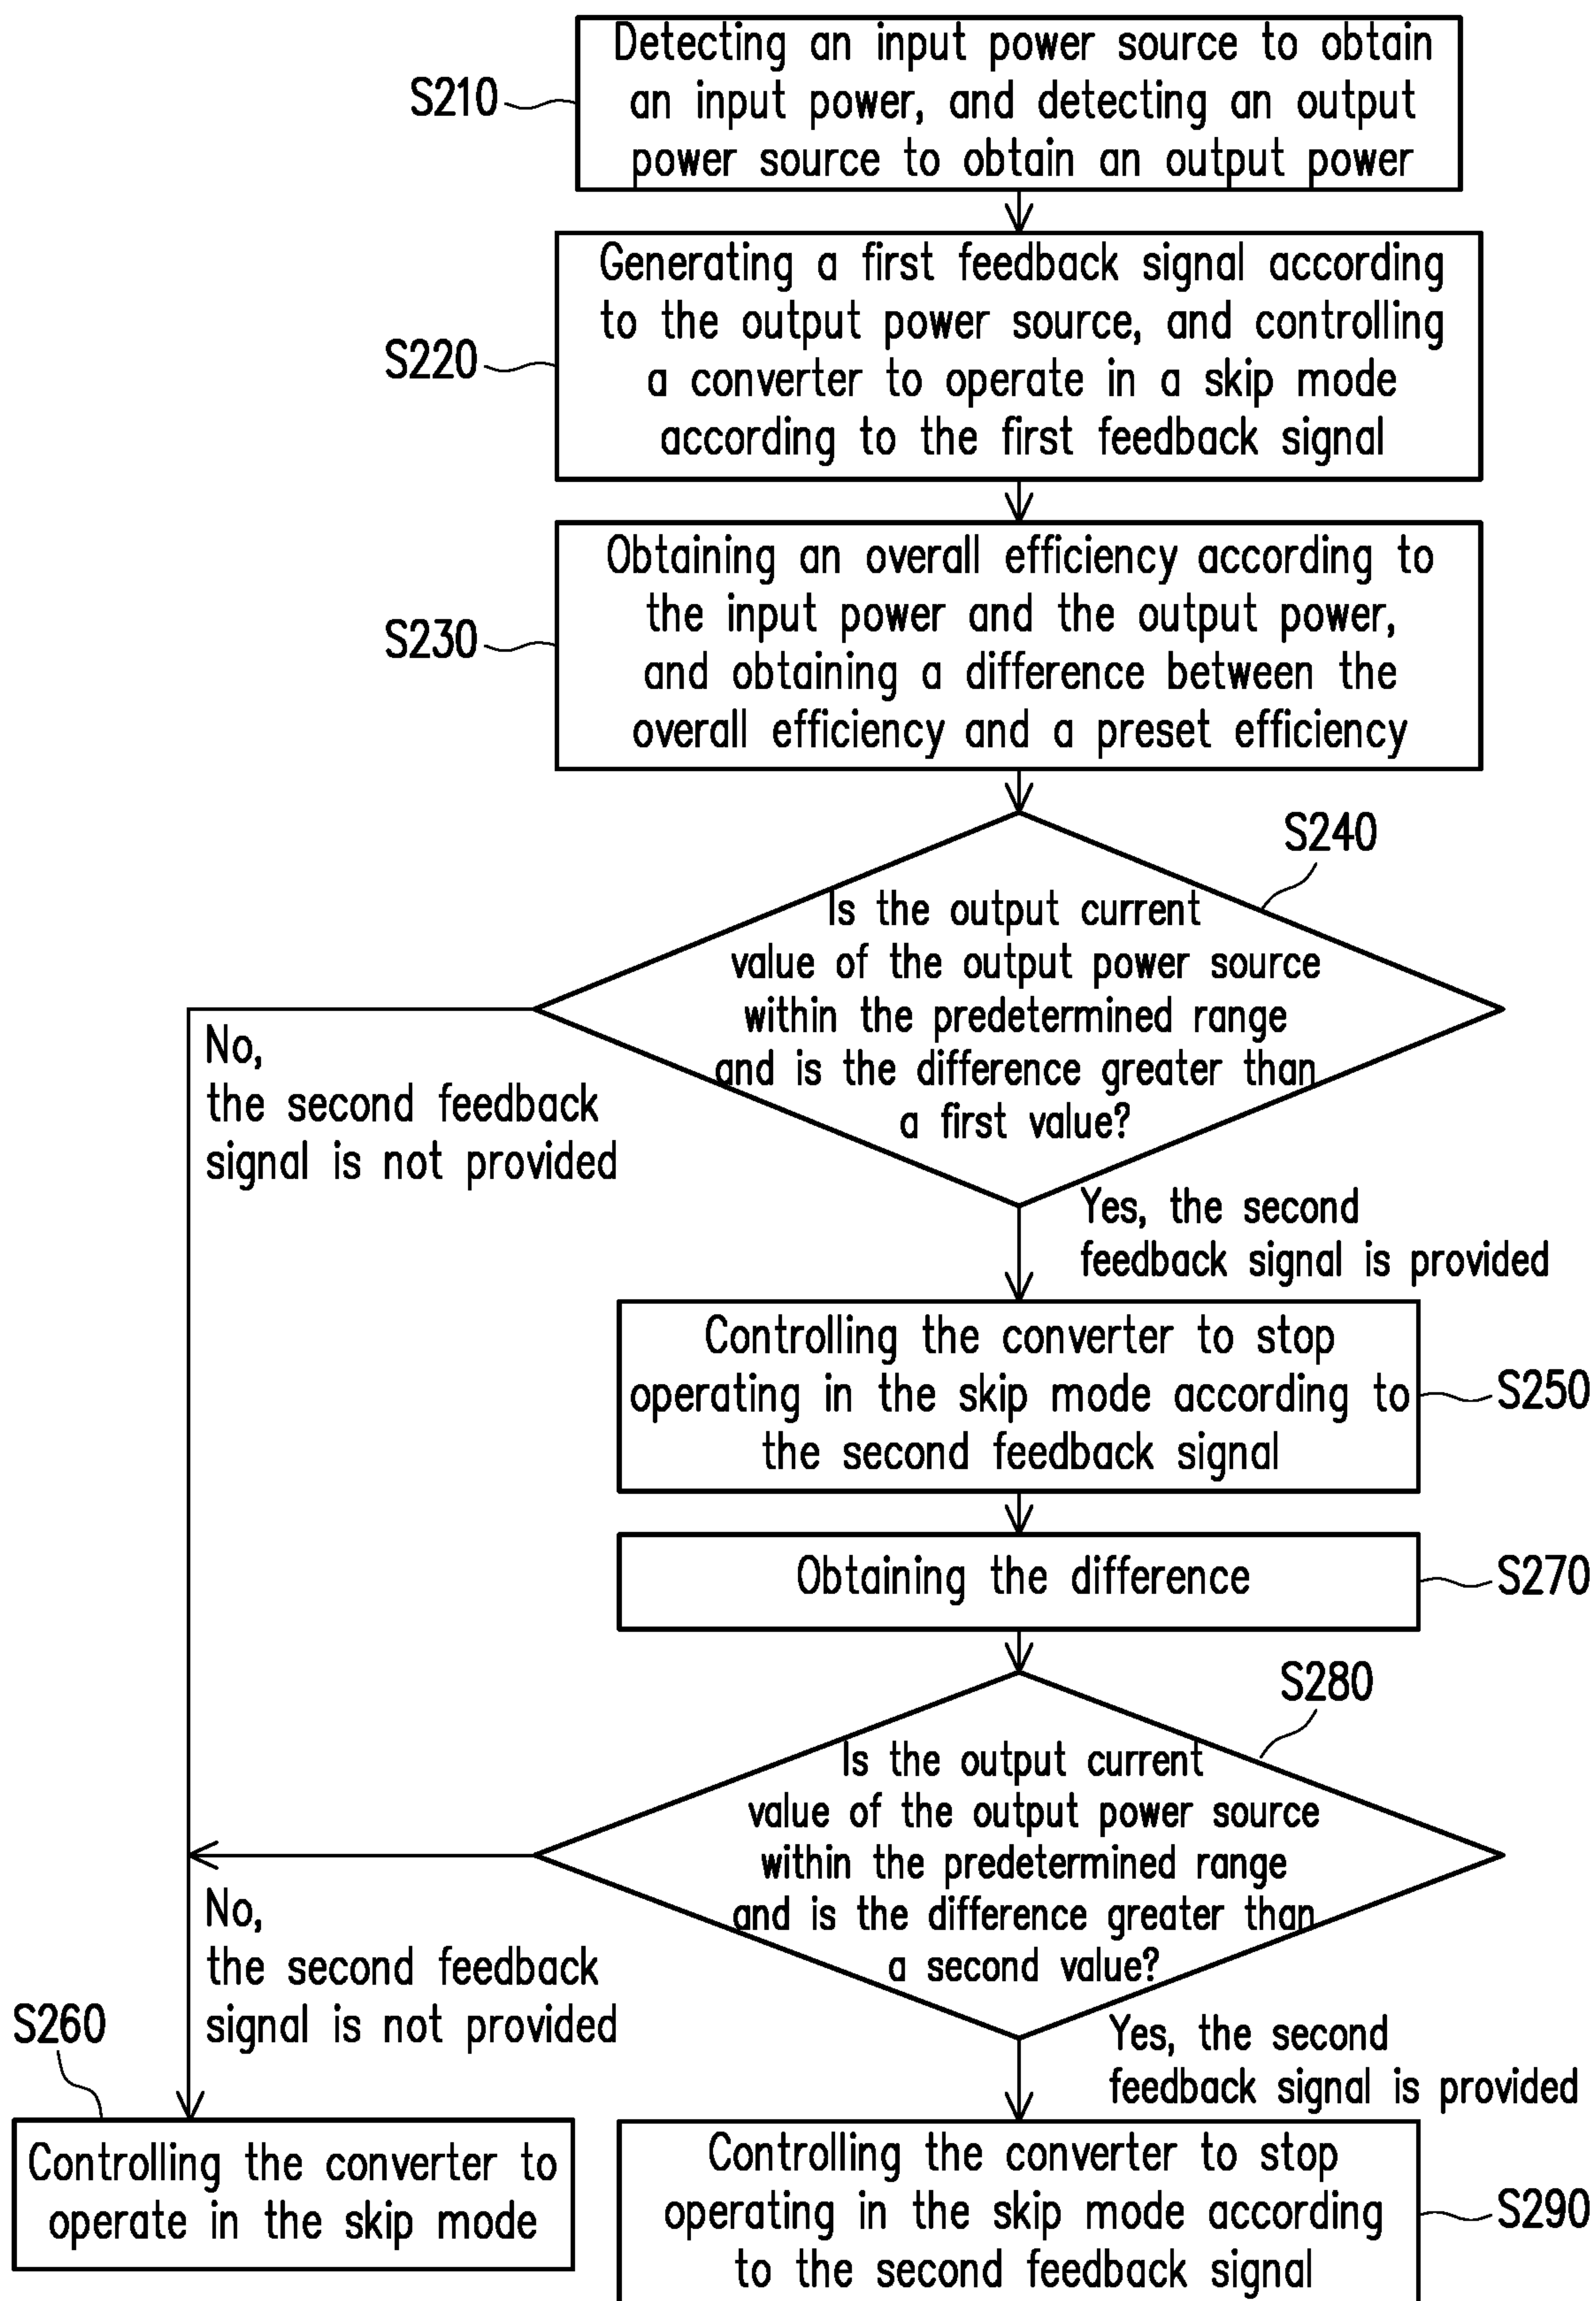 S210
Detecting an input power source to obtain
an input power, and detecting an output
power source to obtain an output power
S220
Generating a first feedback signal according
to the output power source, and controlling
a converter to operate in a skip mode
according to the first feedback signal
S230
Obtaining an overall efficiency according to
the input power and the output power,
and obtaining a difference between the
overall efficiency and a preset efficiency
S240
Is the output current
value of the output power source
within the predetermined range
and is the difference greater than
a first value?
No,
the second feedback
signal is not provided
Yes, the second
feedback signal is provided
Controlling the converter to stop
operating in the skip mode according to
the second feedback signal
S250
Obtaining the difference
S270
S280
Is the output current
value of the output power source
within the predetermined range
and is the difference greater than
a second value?
No,
the second feedback
signal is not provided
Yes, the second
feedback signal is provided
S260
Controlling the converter to
operate in the skip mode
Controlling the converter to stop
operating in the skip mode according
to the second feedback signal
S290